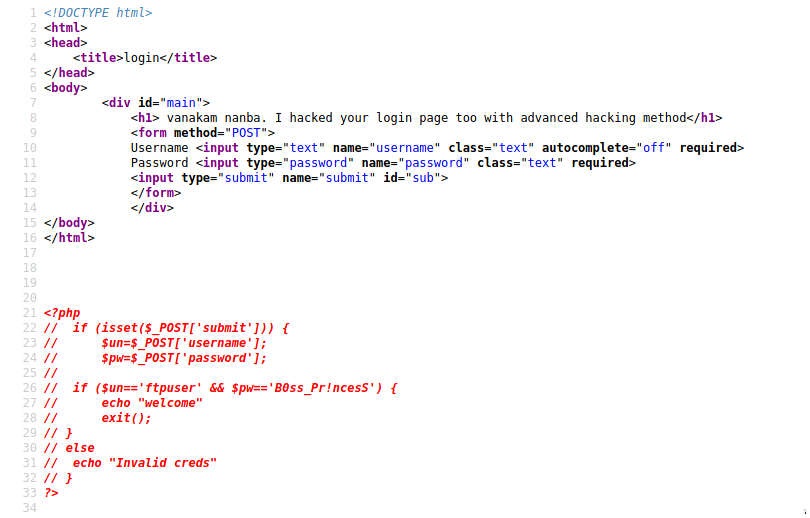 1 <!DOCTYPE html>
2 <html>
3 <head>
4     <title>login</title>
5 </head>
6 <body>
7         <div id="main">
8             <h1> vanakam nanba. I hacked your login page too with advanced hacking method</h1>
9             <form method="POST">
10             Username <input type="text" name="username" class="text" autocomplete="off" required>
11             Password <input type="password" name="password" class="text" required>
12             <input type="submit" name="submit" id="sub">
13             </form>
14             </div>
15 </body>
16 </html>
17
18
19
20
21 <?php
22 //  if (isset($_POST['submit'])) {
23 //      $un=$_POST['username'];
24 //      $pw=$_POST['password'];
25 //
26 //  if ($un=='ftpuser' && $pw=='B0ss_Pr!ncesS') {
27 //      echo "welcome"
28 //      exit();
29 // }
30 // else
31 //  echo "Invalid creds"
32 // }
33 ?>
34